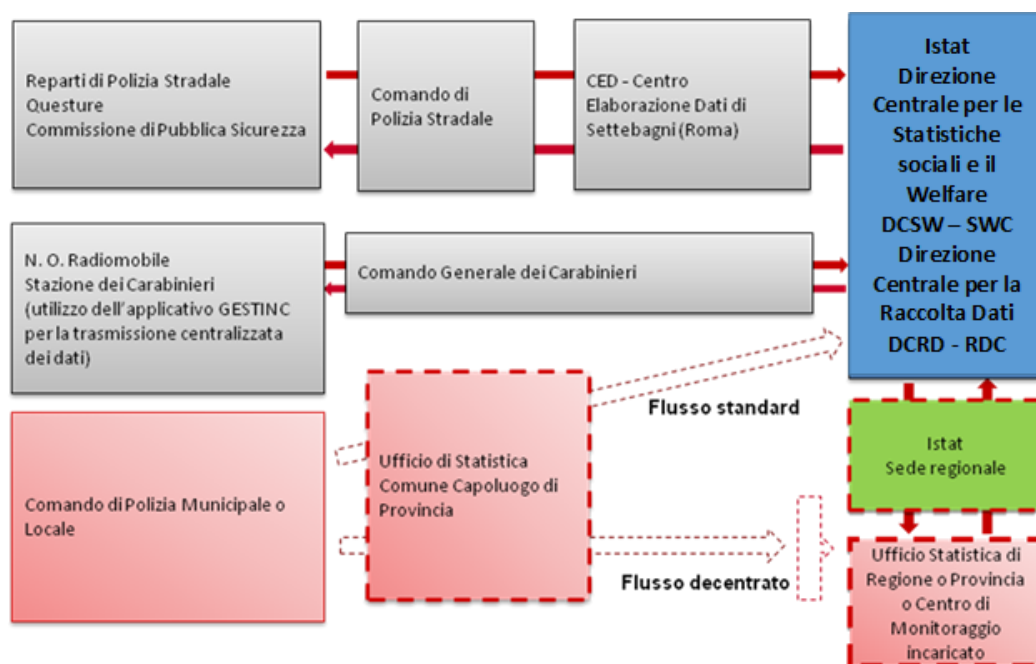 Reparti di Polizia Stradale
Questure
Commissione di Pubblica Sicurezza
Comando di
Polizia Stradale
CED - Centro
Elaborazione Dati di
Settebagni (Roma)
Istat
Direzione
Centrale per le
Statistiche
sociali e il
Welfare
DCSW – SWC
Direzione
Centrale per la
Raccolta Dati
DCRD - RDC
N. O. Radiomobile
Stazione dei Carabinieri
(utilizzo dell'applicativo GESTINC
per la trasmissione centralizzata
dei dati)
Comando Generale dei Carabinieri
Flusso standard
Comando di Polizia Municipale o
Locale
Ufficio di Statistica
Comune Capoluogo di
Provincia
Istat
Sede regionale
Flusso decentrato
Ufficio Statistica di
Regione o Provincia
o Centro di
Monitoraggio
incaricato